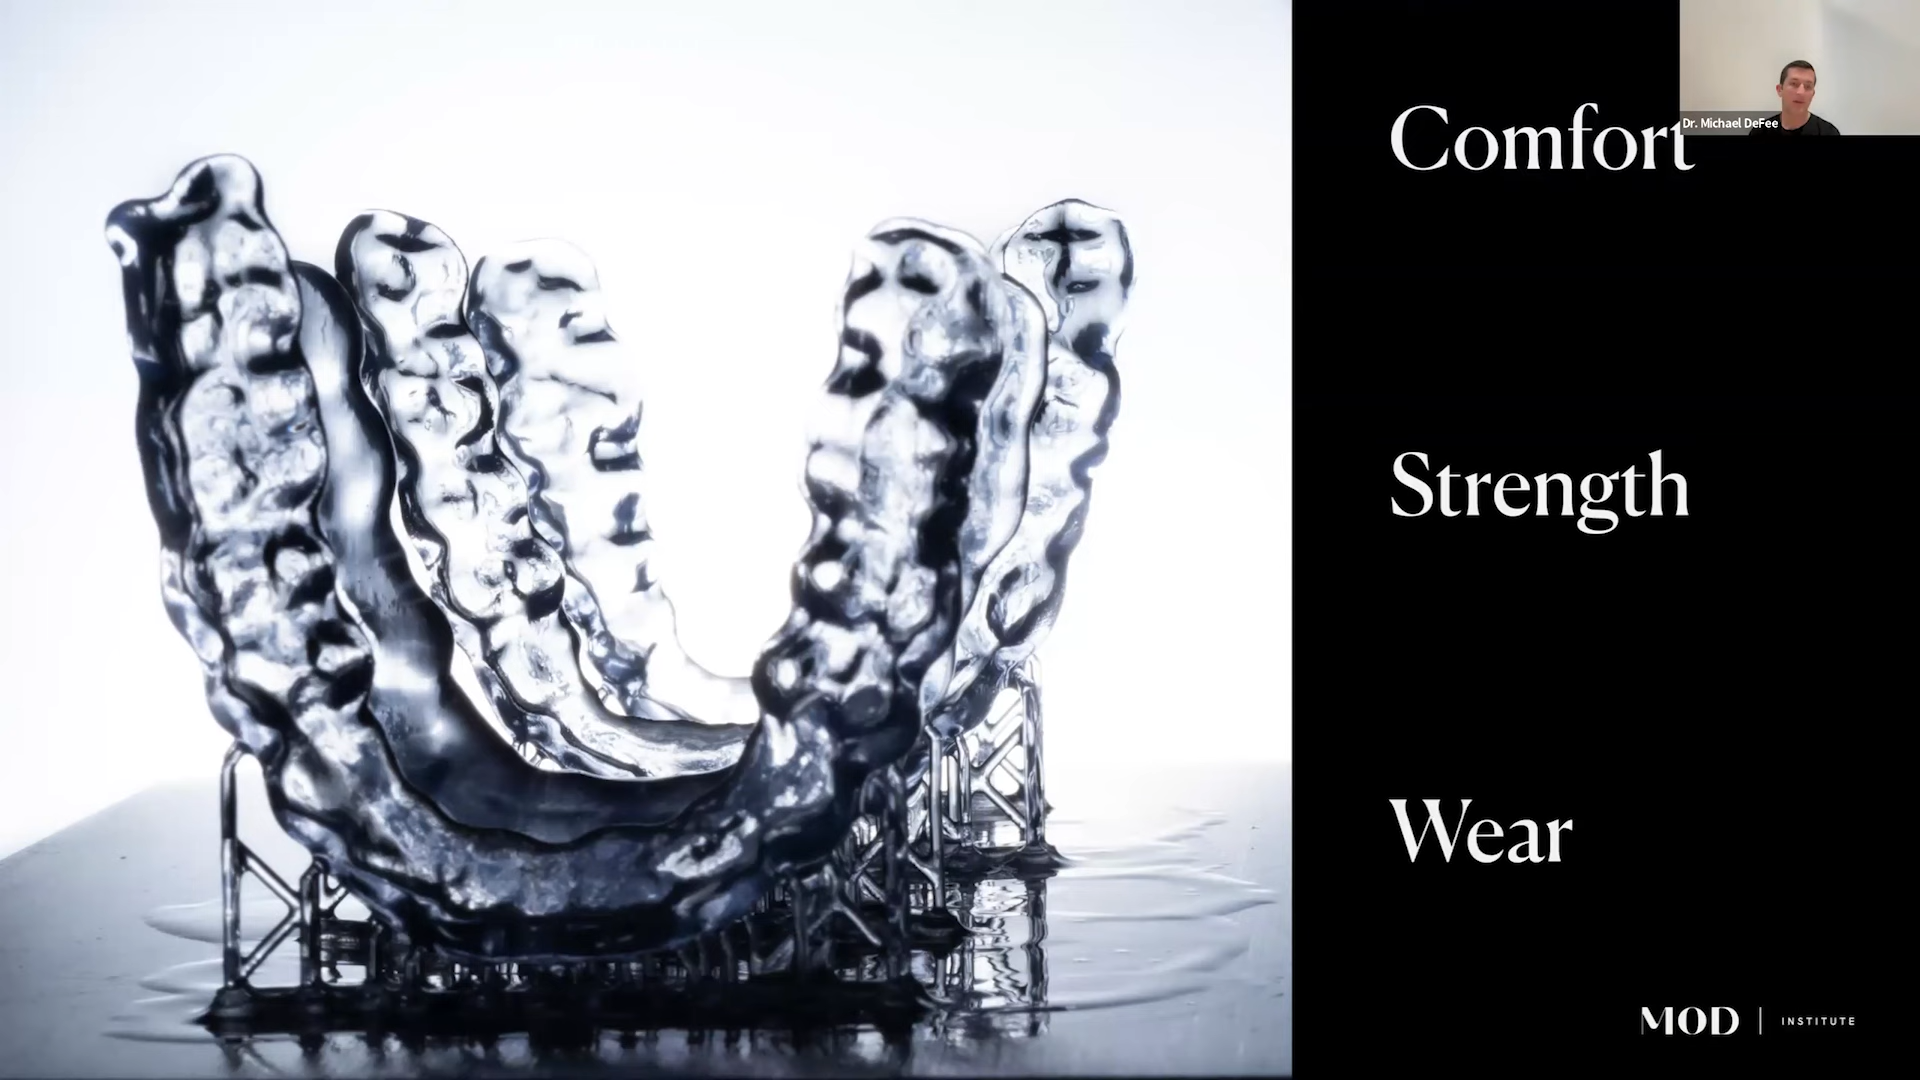 Comfort
Dr. Michael DeFee
Strength
Wear
MOD | INSTITUTE